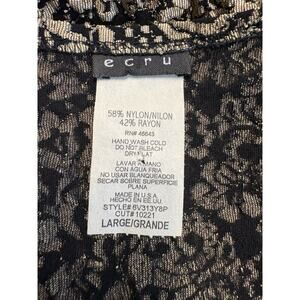 ecru
58% NYLON/NILON
42% RAYON
RN# 46643
HAND WASH COLD
DO NOT BLEACH
DRY FLAT
LAVAR A MANO
CON AGUA FRIA
NO USAR BLANQUEADOR
SECAR SOBRE SUPERFICIE
PLANA
MADE IN U.S.A.
HECHO EN EE.UU.
STYLE# 6V313Y8P
CUT# 10221
LARGE/GRANDE